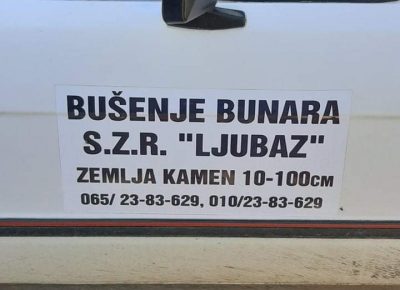 BUŠENJE BUNARA
S.Z.R. "LJUBAZ"
ZEMLJA KAMEN 10-100CM
065/ 23-83-629, 010/23-83-629